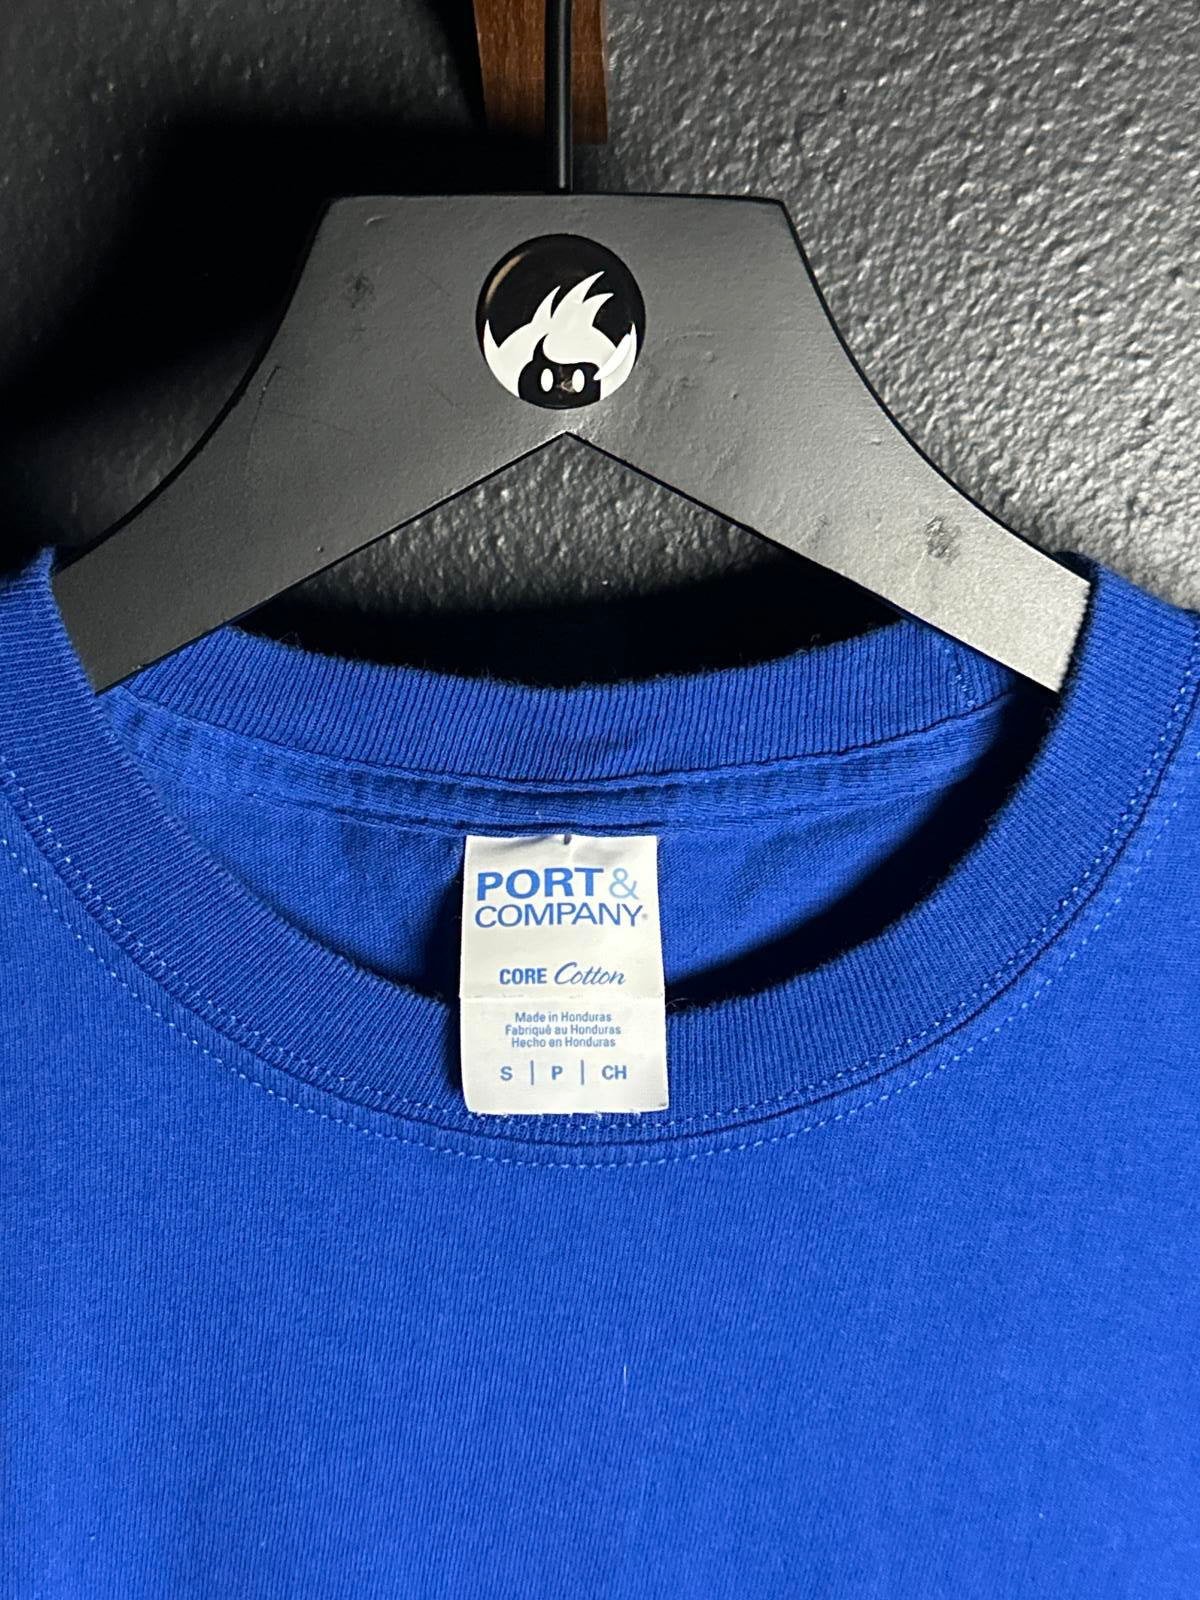 PORT &
COMPANY®
CORE Cotton
Made in Honduras
Fabriqué au Honduras
Hecho en Honduras
S | P | CH